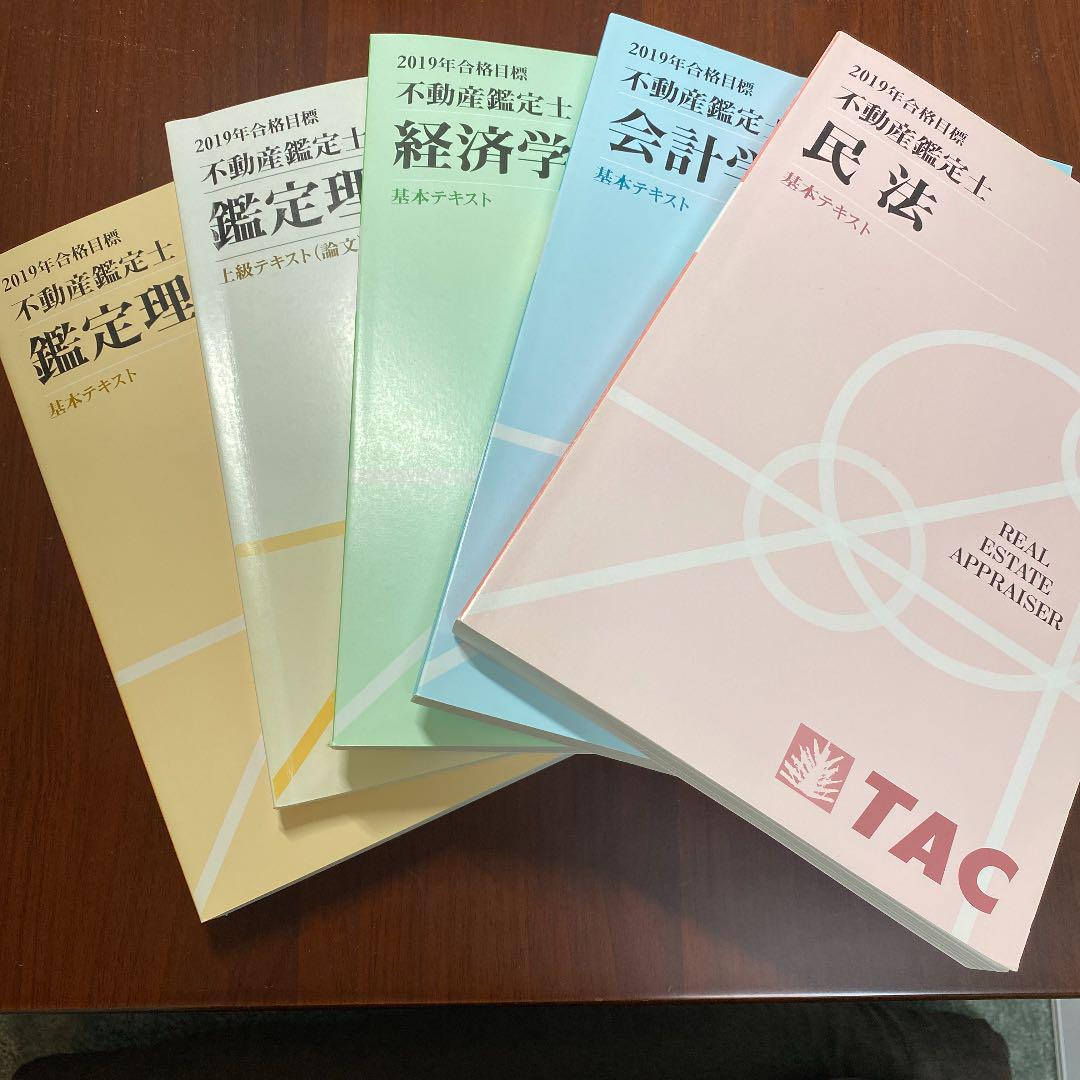 2019年合格目標
不動産鑑定士
鑑定理
基本テキスト
2019年合格目標
不動産鑑定士
鑑定理
上級テキスト(論文)
2019年合格目標
不動産鑑定士
経済学
基本テキスト
2019年合格目標
不動産鑑定士
会計学
基本テキスト
2019年合格目標
不動産鑑定士
民法
基本テキスト
REAL
ESTATE
APPRAISER
TAC